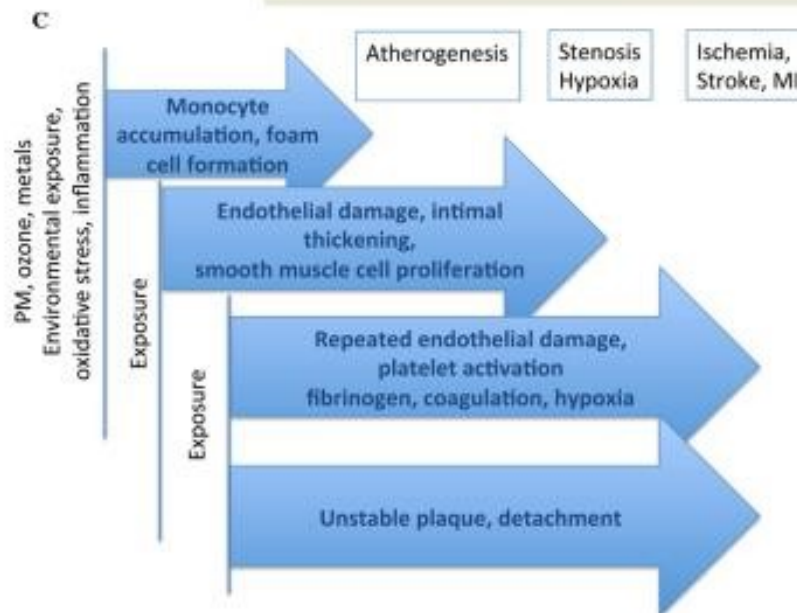 C
Atherogenesis
Stenosis
Hypoxia
Ischemia,
Stroke, MI
PM, ozone, metals
Environmental exposure,
oxidative stress, inflammation
Monocyte
accumulation, foam
cell formation
Exposure
Endothelial damage, intimal
thickening,
smooth muscle cell proliferation
Exposure
Repeated endothelial damage,
platelet activation
fibrinogen, coagulation, hypoxia
Unstable plaque, detachment